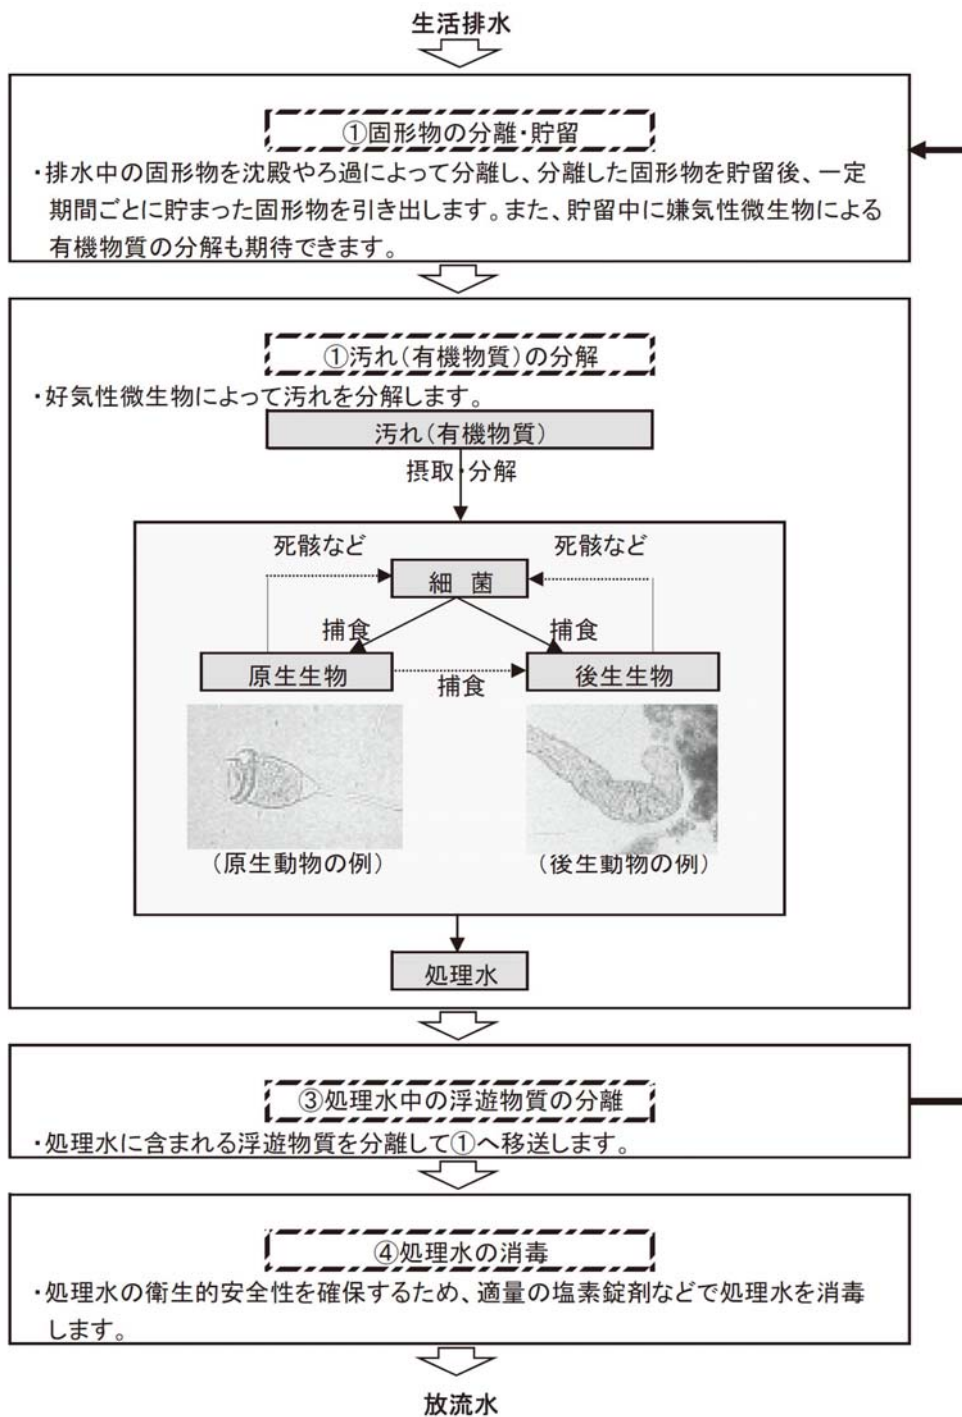 生活排水
①固形物の分離・貯留
・排水中の固形物を沈殿やろ過によって分離し、分離した固形物を貯留後、一定
期間ごとに貯まった固形物を引き出します。また、貯留中に嫌気性微生物による
有機物質の分解も期待できます。
①汚れ(有機物質)の分解
・好気性微生物によって汚れを分解します。
汚れ(有機物質)
摂取・分解
死骸など
死骸など
細 菌
捕食
捕食
原生生物
捕食
後生生物
(原生動物の例)
(後生動物の例)
処理水
③処理水中の浮遊物質の分離
・処理水に含まれる浮遊物質を分離して①へ移送します。
④処理水の消毒
・処理水の衛生的安全性を確保するため、適量の塩素錠剤などで処理水を消毒
します。
放流水